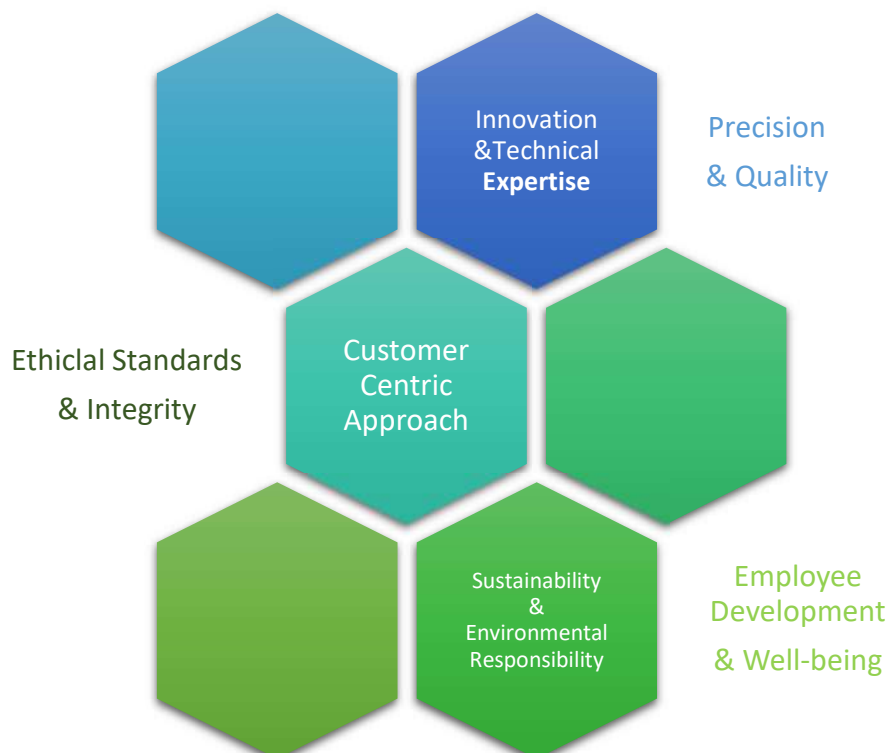 Innovation
&Technical
Expertise
Precision
& Quality
Ethiclal Standards
& Integrity
Customer
Centric
Approach
Sustainability
&
Environmental
Responsibility
Employee
Development
& Well-being